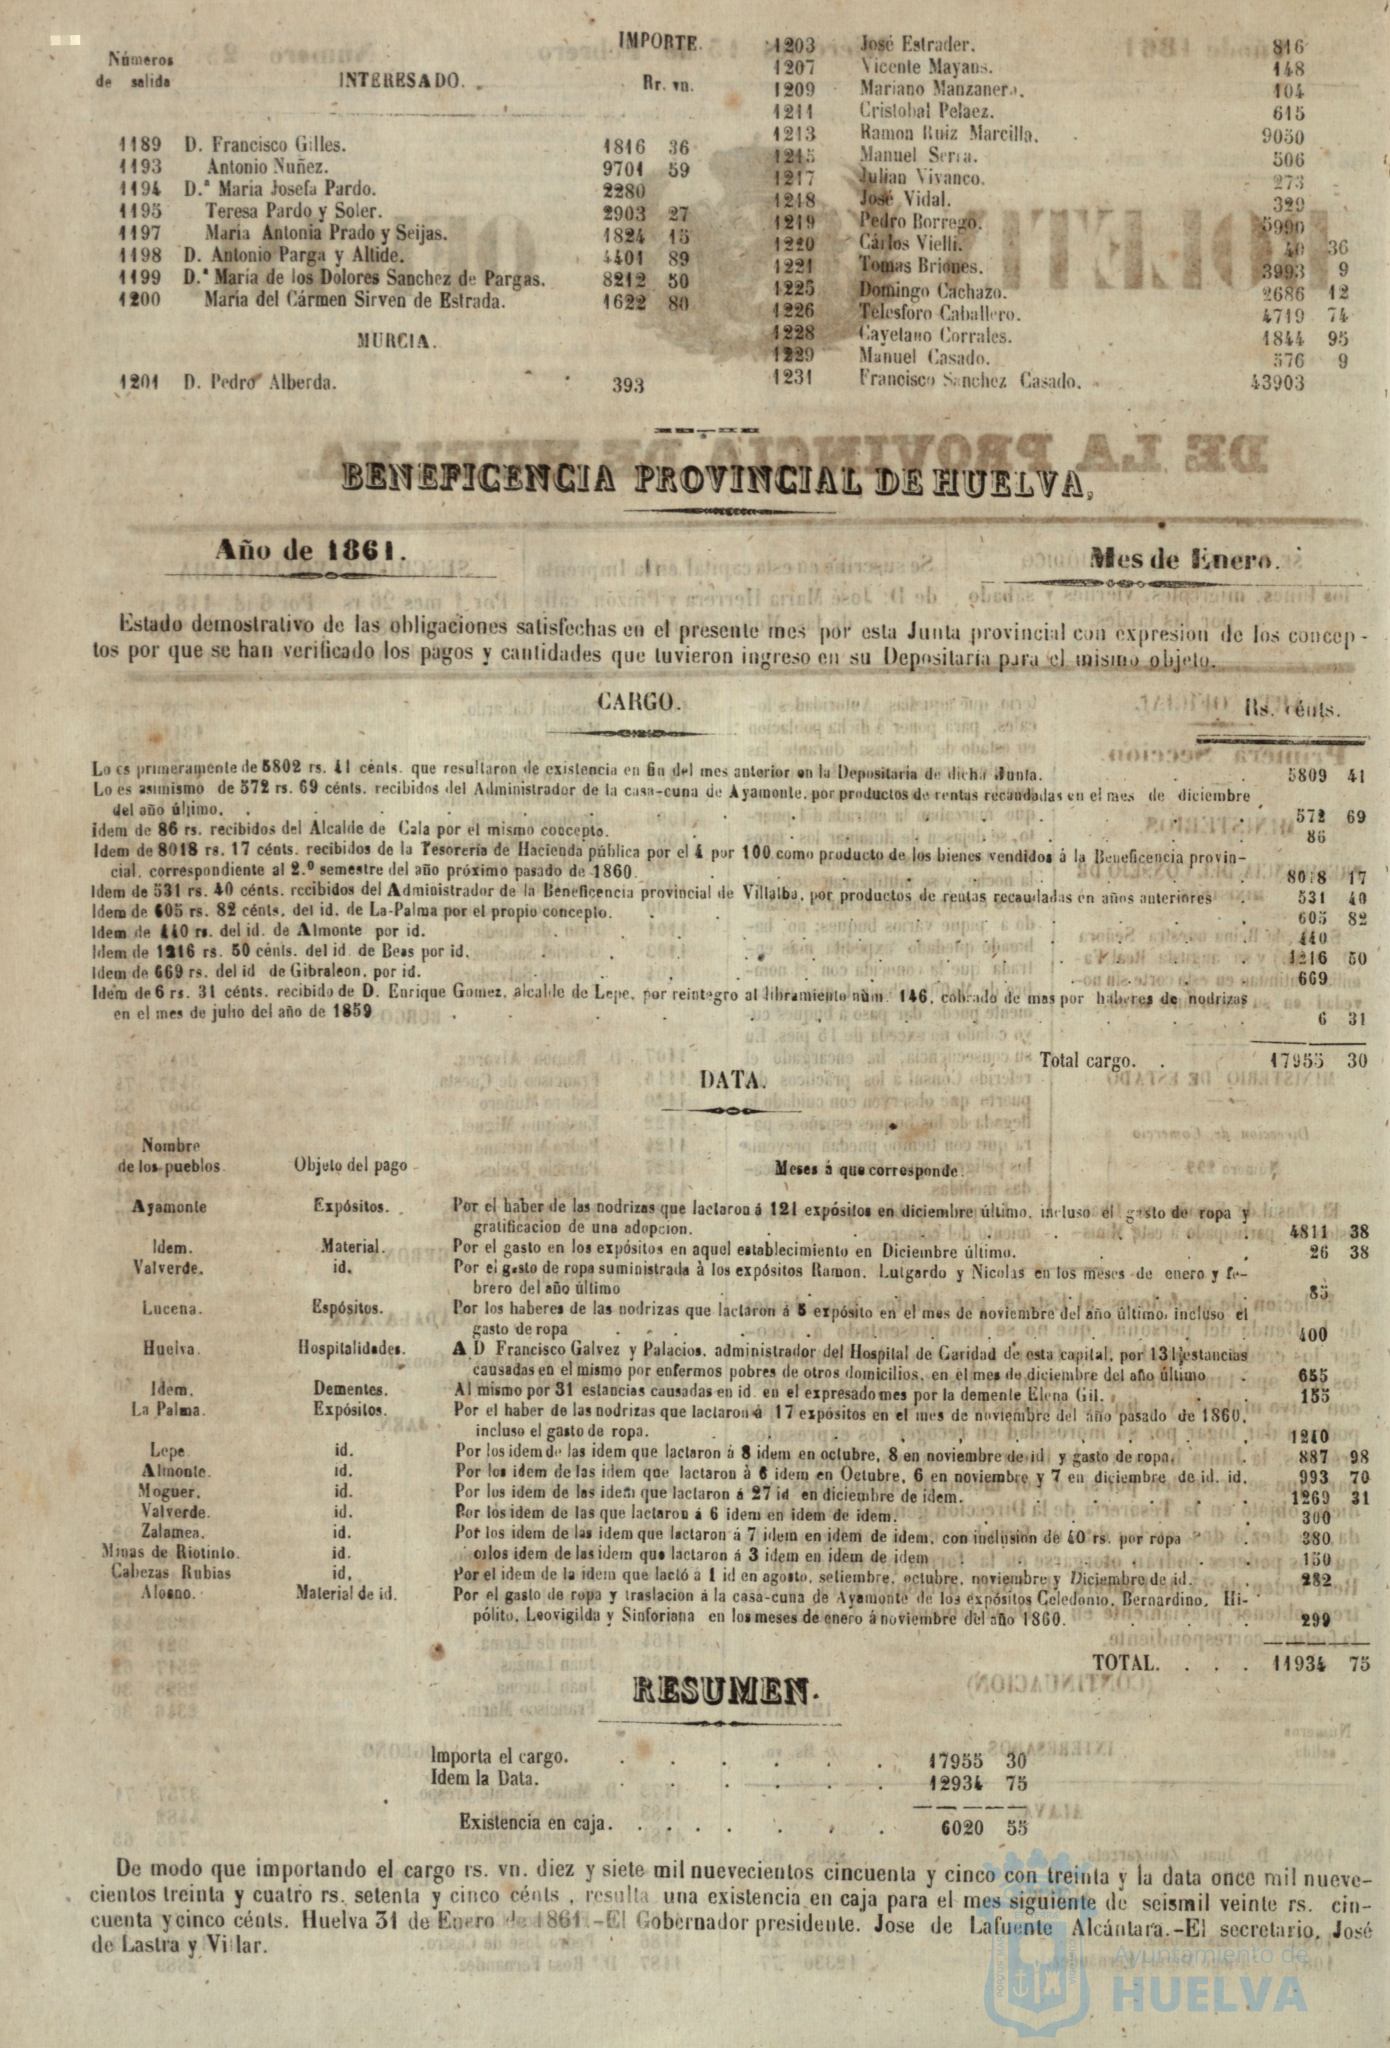 Números
de salida INTERESADO. IMPORTE.
Rr. vn.
1189 D. Francisco Gilles. 1816 36
1193 Antonio Nuñez. 9701 59
1194 D.ª Maria Josefa Pardo. 2280
1195 Teresa Pardo y Soler. 2903 27
1197 Maria Antonia Prado y Seijas. 1824 15
1198 D. Antonio Parga y Altide. 4401 89
1199 D.ª María de los Dolores Sanchez de Pargas. 8212 50
1200 Maria del Cármen Sirven de Estrada. 1622 80
MURCIA.
1201 D. Pedro Alberda. 393
1203 José Estrader. 816
1207 Vicente Mayans. 148
1209 Mariano Manzanera. 104
1211 Cristobal Pelaez. 615
1213 Ramon Ruiz Marcilla. 9050
1215 Manuel Serra. 506
1217 Julian Vivanco. 273
1218 José Vidal. 329
1219 Pedro Borrego. 5990
1220 Cárlos Vielli. 40 36
1221 Tomas Briones. 3993 9
1225 Domingo Cachazo. 2686 12
1226 Telesforo Caballero. 4719 74
1228 Cayetano Corrales. 1844 95
1229 Manuel Casado. 576 9
1231 Francisco Sanchez Casado. 43903
BENEFICENCIA PROVINCIAL DE HUELVA,
Año de 1861. Mes de Enero.
Estado demostrativo de las obligaciones satisfechas en el presente mes por esta Junta provincial con expresion de los concep-
tos por que se han verificado los pagos y cantidades que tuvieron ingreso en su Depositaría para el mismo objeto.
CARGO. Rs. cénts.
Lo es primeramente de 5802 rs. 41 cénts. que resultaron de existencia en fin del mes anterior en la Depositaria de dicha Junta. 5809 41
Lo es asimismo de 572 rs. 69 cénts. recibidos del Administrador de la casa-cuna de Ayamonte, por productos de rentas recaudadas en el mes de diciembre
del año último. 572 69
Idem de 86 rs. recibidos del Alcalde de Cala por el mismo concepto. 86
Idem de 8018 rs. 17 cénts. recibidos de la Tesorería de Hacienda pública por el 4 por 100 como producto de los bienes vendidos á la Beneficencia provin-
cial, correspondiente al 2.º semestre del año próximo pasado de 1860. 8018 17
Idem de 531 rs. 40 cénts. recibidos del Administrador de la Beneficencia provincial de Villalba, por productos de rentas recaudadas en años anteriores 531 40
Idem de 605 rs. 82 cénts. del id. de La-Palma por el propio concepto. 605 82
Idem de 440 rs. del id. de Almonte por id. 440
Idem de 1216 rs. 50 cénts. del id. de Beas por id. 1216 50
Idem de 669 rs. del id de Gibraleon, por id. 669
Idem de 6 rs. 31 cénts. recibido de D. Enrique Gomez, alcalde de Lepe, por reintegro al libramiento núm. 146, cobrado de mas por haberes de nodrizas
en el mes de julio del año de 1859 6 31
Total cargo. . 17955 30
DATA.
Nombre
de los pueblos. Objeto del pago Meses á que corresponde.
Ayamonte Expósitos. Por el haber de las nodrizas que lactaron á 121 expósitos en diciembre último, incluso el gasto de ropa y
gratificacion de una adopcion. 4811 38
Idem. Material. Por el gasto en los expósitos en aquel establecimiento en Diciembre último. 26 38
Valverde. id. Por el gasto de ropa suministrada à los expósitos Ramon, Lutgardo y Nicolás en los meses de enero y fe-
brero del año último 85
Lucena. Espósitos. Por los haberes de las nodrizas que lactaron á 5 expósito en el mes de noviembre del año último, incluso el
gasto de ropa 400
Huelva. Hospitalidades. A D Francisco Galvez y Palacios, administrador del Hospital de Caridad de esta capital, por 131 estancias
causadas en el mismo por enfermos pobres de otros domicilios, en el mes de diciembre del año último 655
Idem. Dementes. Al mismo por 31 estancias causadas en id. en el expresado mes por la demente Elena Gil. 155
La Palma. Expósitos. Por el haber de las nodrizas que lactaron á 17 expósitos en el mes de noviembre del año pasado de 1860,
incluso el gasto de ropa. 1240
Lepe. id. Por los idem de las idem que lactaron á 8 idem en octubre, 8 en noviembre de id y gasto de ropa. 887 98
Almonte. id. Por los idem de las idem que lactaron à 6 idem en Octubre, 6 en noviembre y 7 en diciembre de id. id. 993 70
Moguer. id. Por los idem de las idem que lactaron á 27 id en diciembre de idem. 1269 31
Valverde. id. Por los idem de las que lactaron á 6 idem en idem de idem. 300
Zalamea. id. Por los idem de las idem que lactaron á 7 idem en idem de idem, con inclusion de 40 rs. por ropa 380
Minas de Riotinto. id. los idem de las idem que lactaron á 3 idem en idem de idem 150
Cabezas Rubias id. Por el idem de la idem que lactó á 1 id en agosto, setiembre, octubre, noviembre y Diciembre de id. 282
Alosno. Material de id. Por el gasto de ropa y traslacion á la casa-cuna de Ayamonte de los expósitos Celedonio, Bernardino, Hi-
pólito, Leovigilda y Sinforiana en los meses de enero á noviembre del año 1860. 299
TOTAL. . . . 11934 75
RESUMEN.
Importa el cargo. 17955 30
Idem la Data. 12934 75
Existencia en caja. 6020 55
De modo que importando el cargo rs. vn. diez y siete mil nuevecientos cincuenta y cinco con treinta y la data once mil nueve-
cientos treinta y cuatro rs. setenta y cinco cénts , resulta una existencia en caja para el mes siguiente de seismil veinte rs. cin-
cuenta y cinco cénts. Huelva 31 de Enero de 1861.-El Gobernador presidente. Jose de Lafuente Alcántara.-El secretario, José
de Lastra y Villar.
Ayuntamiento de
HUELVA